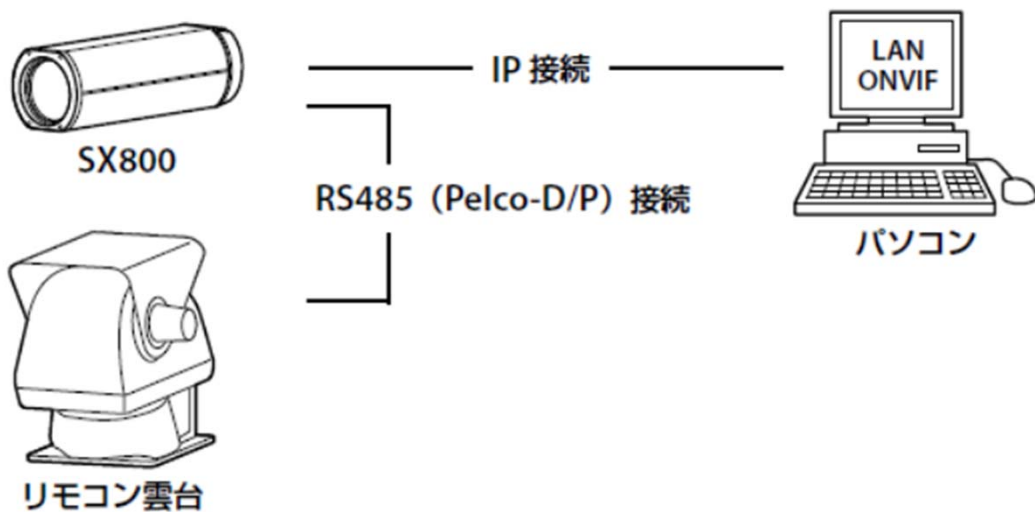 IP 接続
LAN
ONVIF
SX800
RS485（Pelco-D/P）接続
パソコン
リモコン雲台